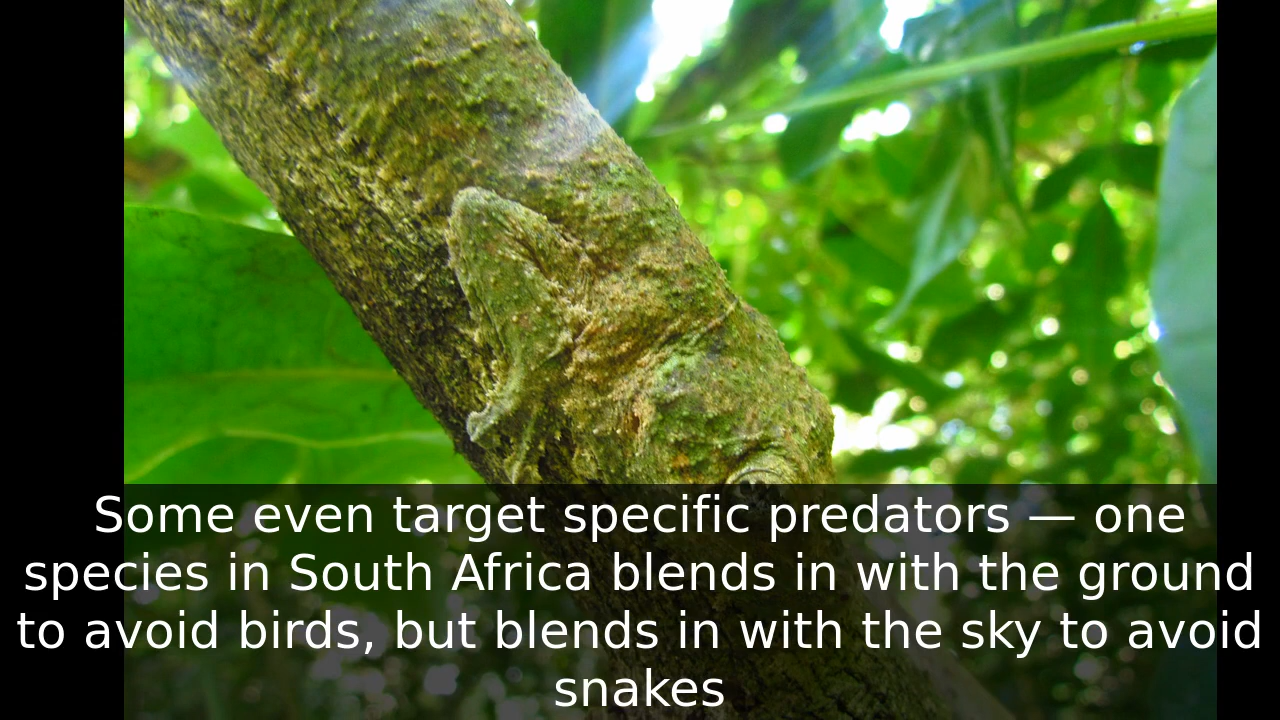 Some even target specific predators — one
species in South Africa blends in with the ground
to avoid birds, but blends in with the sky to avoid
snakes